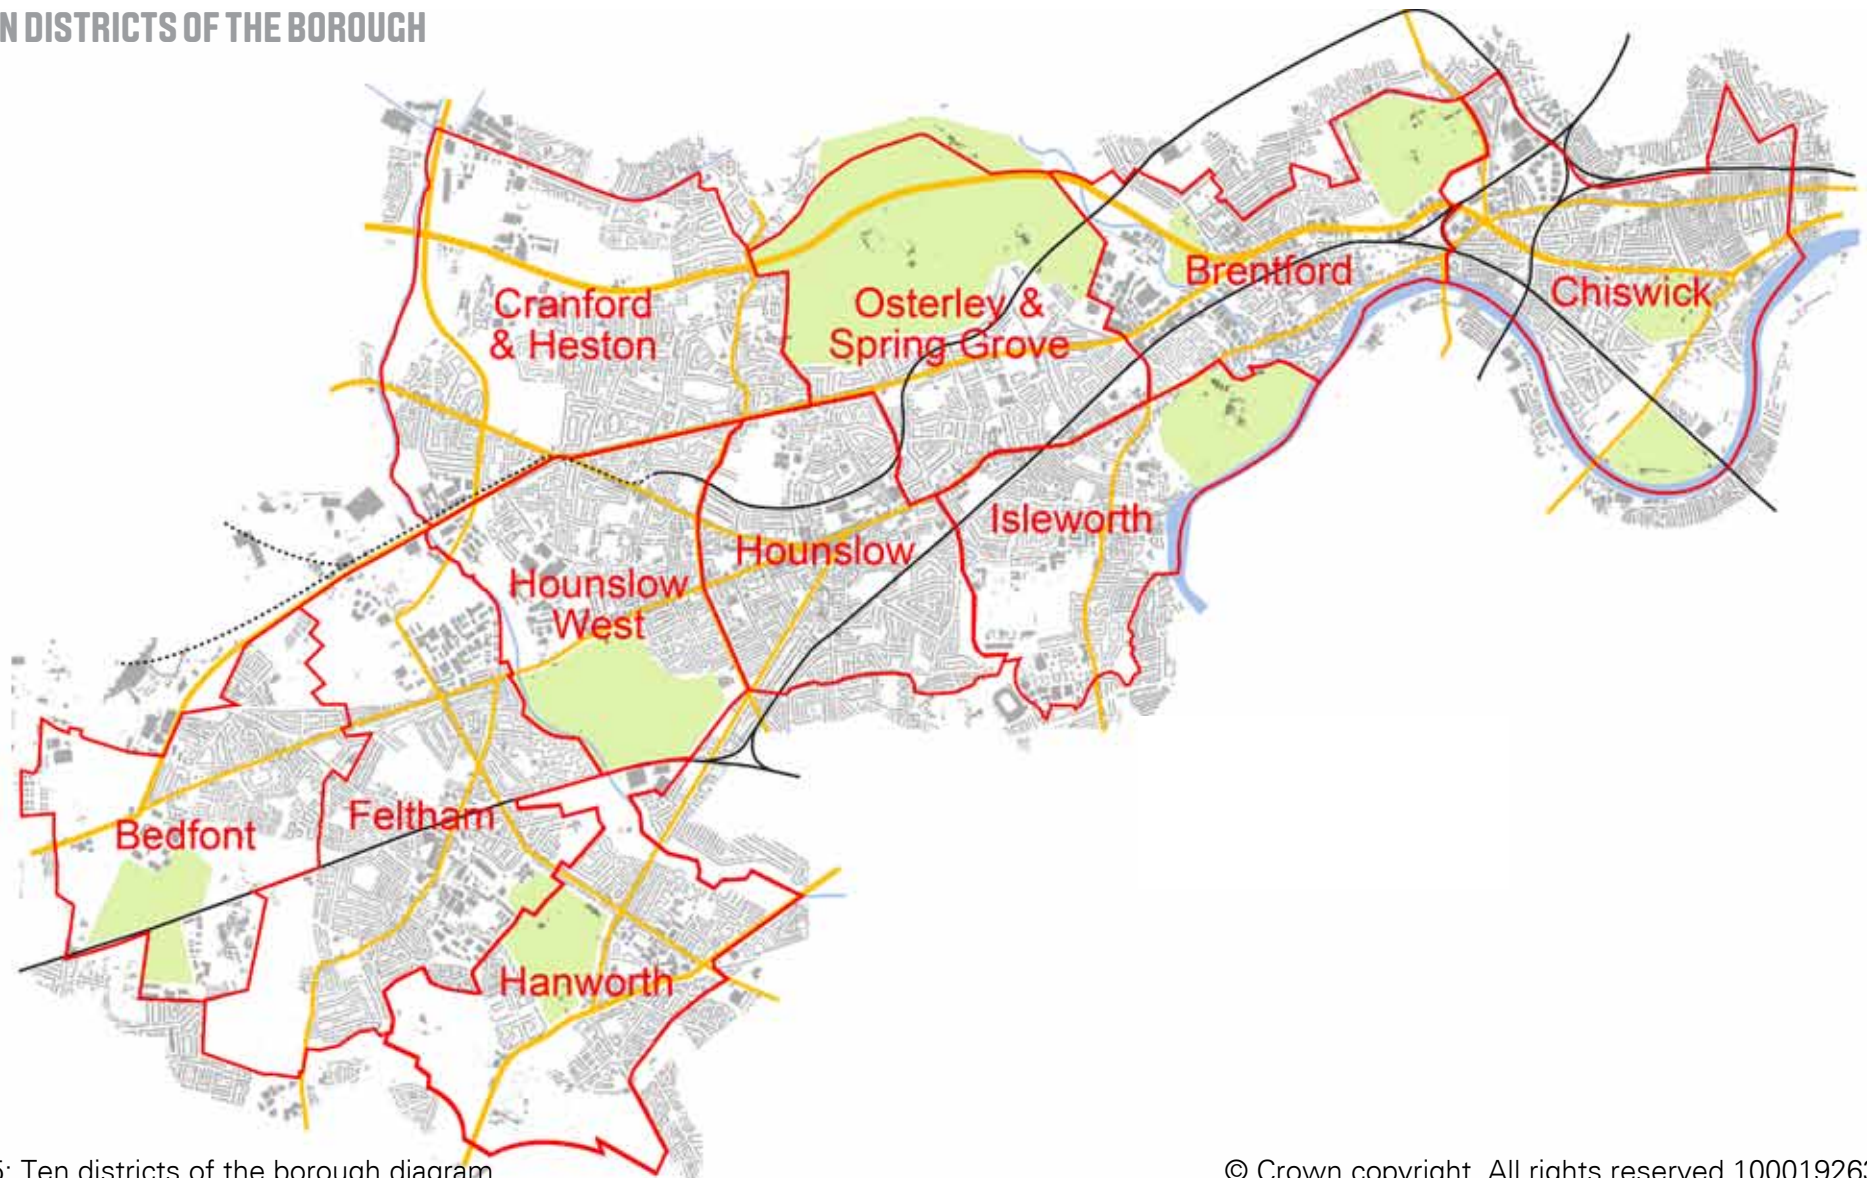 N DISTRICTS OF THE BOROUGH
Cranford
& Heston
Osterley &
Spring Grove
Brentford
Chiswick
Isleworth
Hounslow
Hounslow
West
Bedfont
Feltham
Hanworth
: Ten districts of the borough diagram
© Crown copyright. All rights reserved 100019263